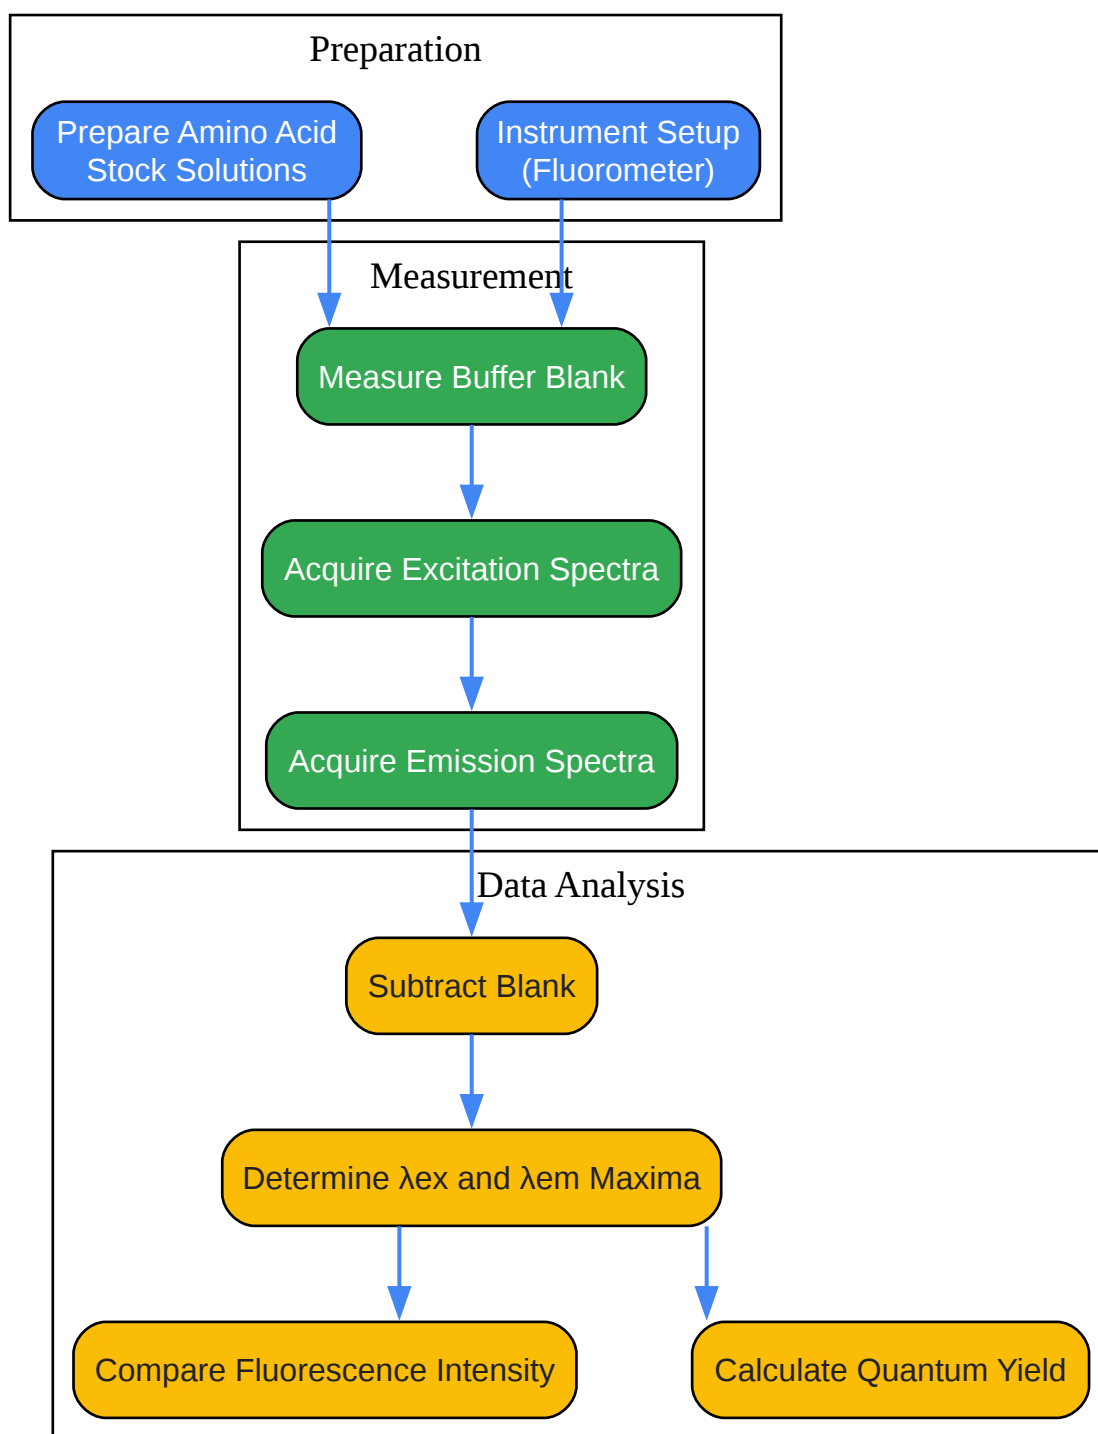 Preparation
Prepare Amino Acid
Stock Solutions
Instrument Setup
(Fluorometer)
Measurement
Measure Buffer Blank
Acquire Excitation Spectra
Acquire Emission Spectra
Data Analysis
Subtract Blank
Determine λex and λem Maxima
Compare Fluorescence Intensity
Calculate Quantum Yield